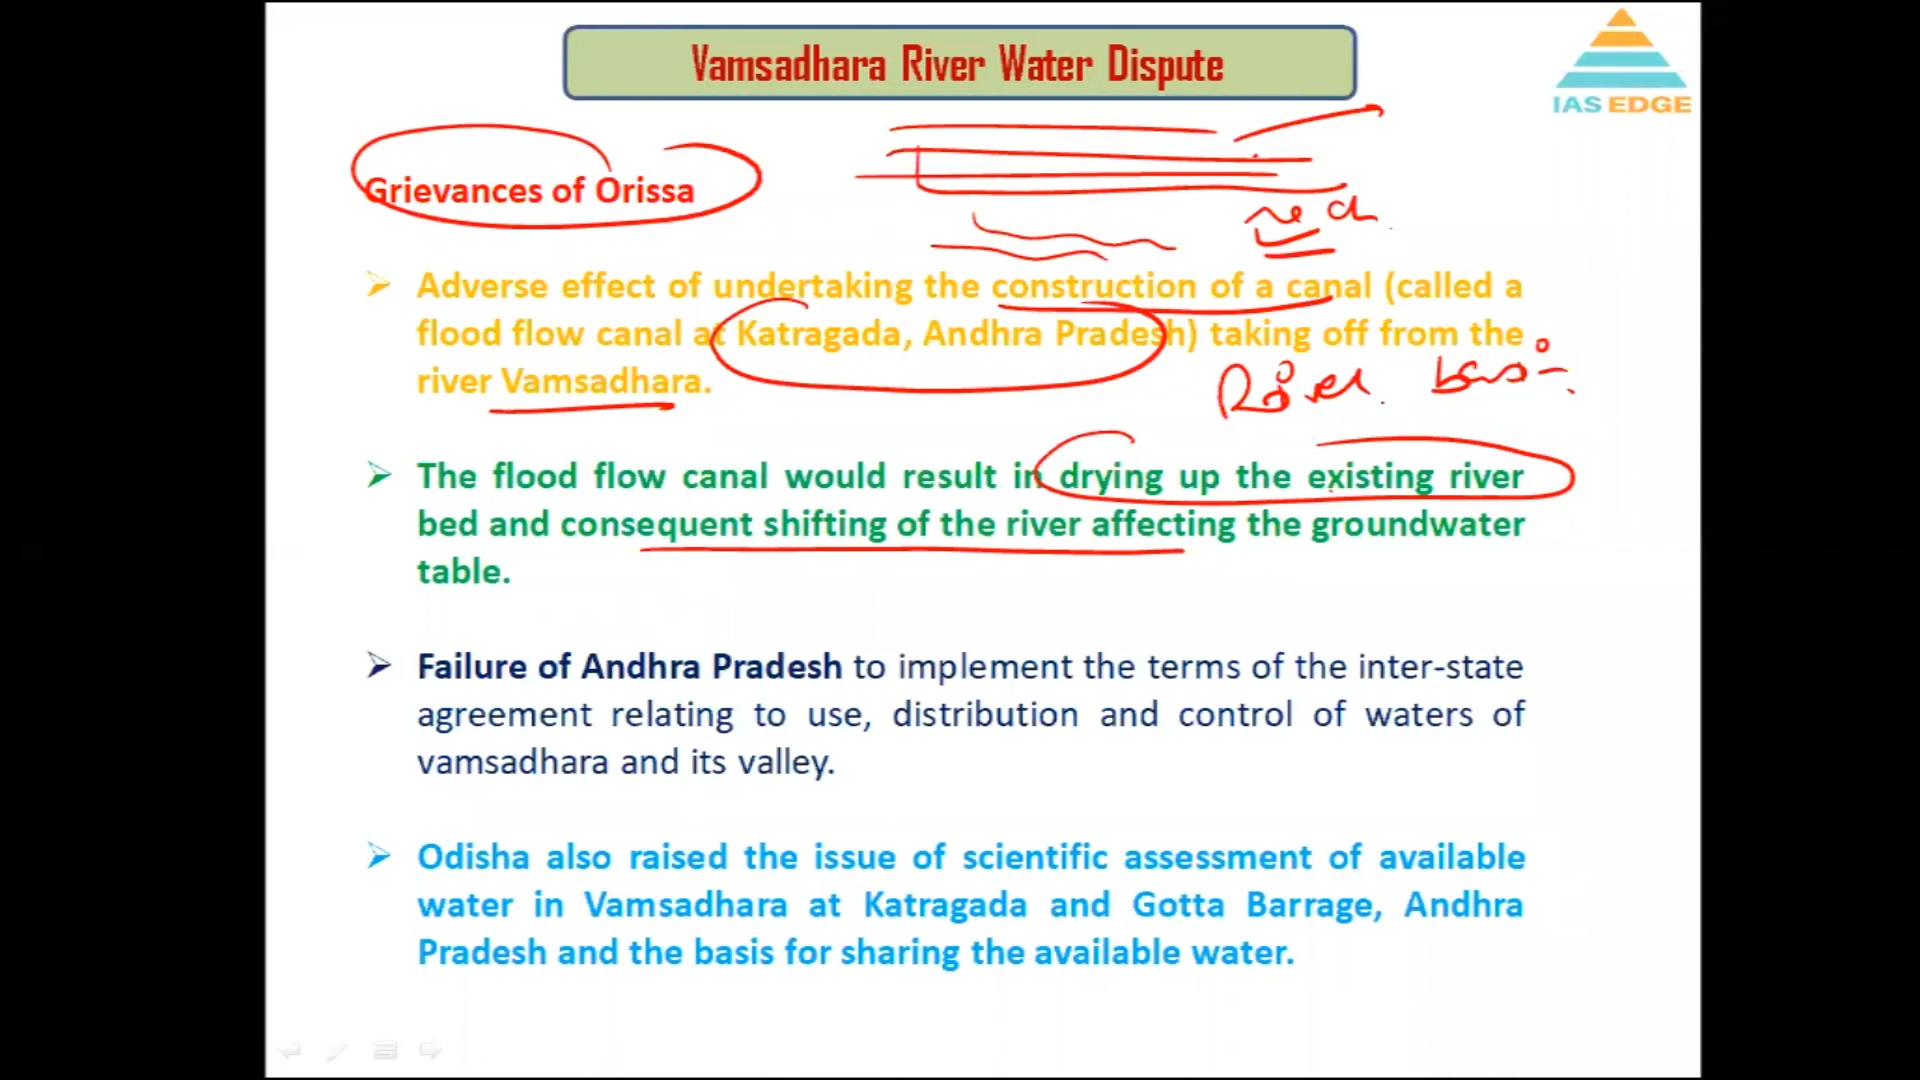 Vamsadhara River Water Dispute
IAS EDGE
Grievances of Orissa
Adverse effect of undertaking the construction of a canal (called a
flood flow canal at Katragada, Andhra Pradesh) taking off from the
river Vamsadhara.
River basin
The flood flow canal would result in drying up the existing river
bed and consequent shifting of the river affecting the groundwater
table.
Failure of Andhra Pradesh to implement the terms of the inter-state
agreement relating to use, distribution and control of waters of
vamsadhara and its valley.
Odisha also raised the issue of scientific assessment of available
water in Vamsadhara at Katragada and Gotta Barrage, Andhra
Pradesh and the basis for sharing the available water.